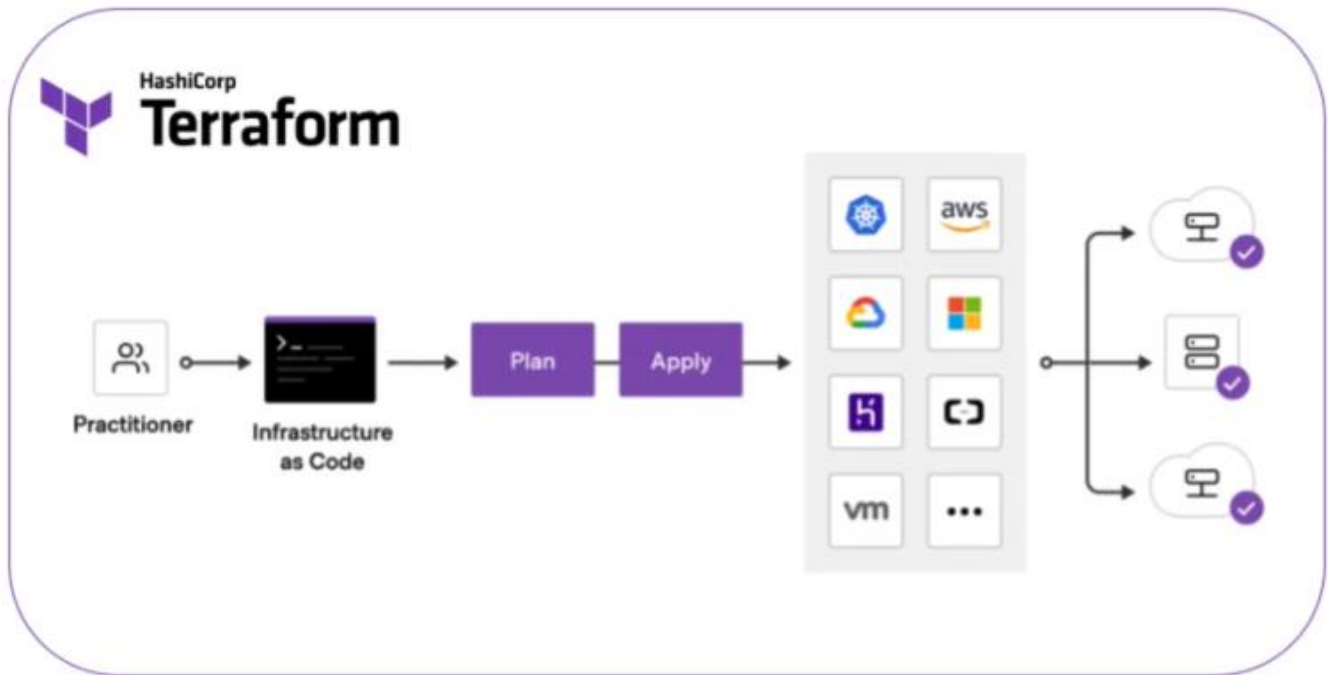 HashiCorp
Terraform
aws
Plan
Apply
Practitioner
Infrastructure
as Code
vm